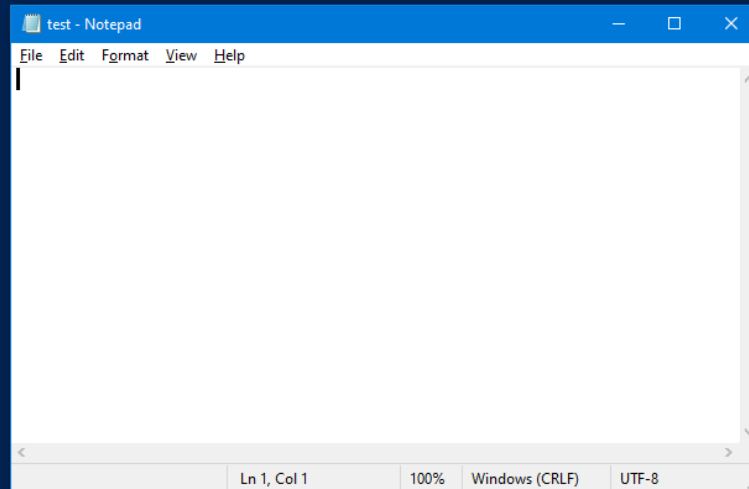 test - Notepad
File Edit Format View Help
Ln 1, Col 1 100% Windows (CRLF) UTF-8